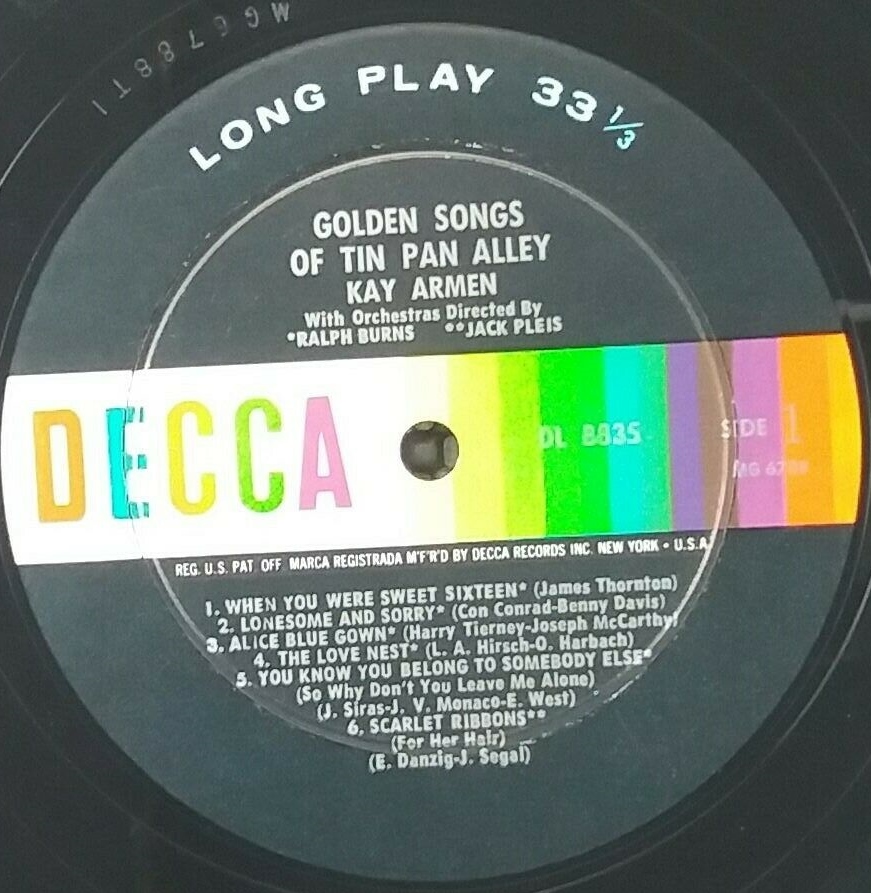 LONG PLAY 33 1/3
GOLDEN SONGS
OF TIN PAN ALLEY
KAY ARMEN
With Orchestras Directed By
*RALPH BURNS **JACK PLEIS
DECCA
DL 8835
SIDE 1
REG. U.S. PAT. OFF. MARCA REGISTRADA M'F'R'D BY DECCA RECORDS INC. NEW YORK • U.S.A.
1. WHEN YOU WERE SWEET SIXTEEN* (James Thornton)
2. LONESOME AND SORRY* (Con Conrad-Benny Davis)
3. ALICE BLUE GOWN* (Harry Tierney-Joseph McCarthy)
4. THE LOVE NEST* (L. A. Hirsch-O. Harbach)
5. YOU KNOW YOU BELONG TO SOMEBODY ELSE*
(So Why Don't You Leave Me Alone)
(J. Siras-J. V. Monaco-E. West)
6. SCARLET RIBBONS**
(For Her Hair)
(E. Danzig-J. Segal)